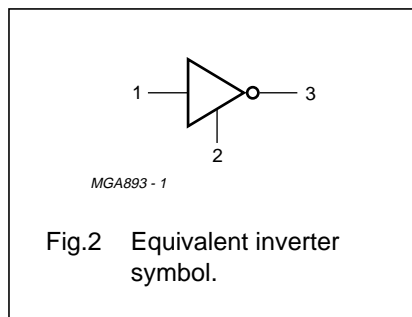 1
3
2
MGA893 - 1
Fig.2 Equivalent inverter
symbol.